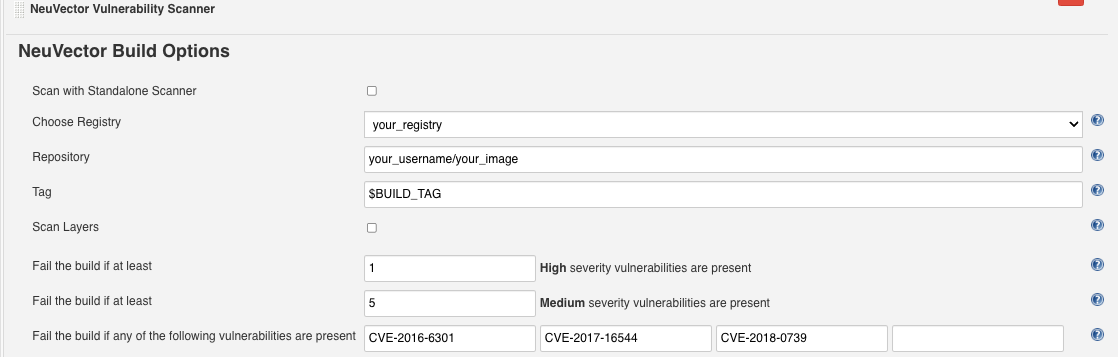 NeuVector Vulnerability Scanner
NeuVector Build Options
Scan with Standalone Scanner
Choose Registry your_registry
Repository your_username/your_image
Tag $BUILD_TAG
Scan Layers
Fail the build if at least 1 High severity vulnerabilities are present
Fail the build if at least 5 Medium severity vulnerabilities are present
Fail the build if any of the following vulnerabilities are present CVE-2016-6301 CVE-2017-16544 CVE-2018-0739